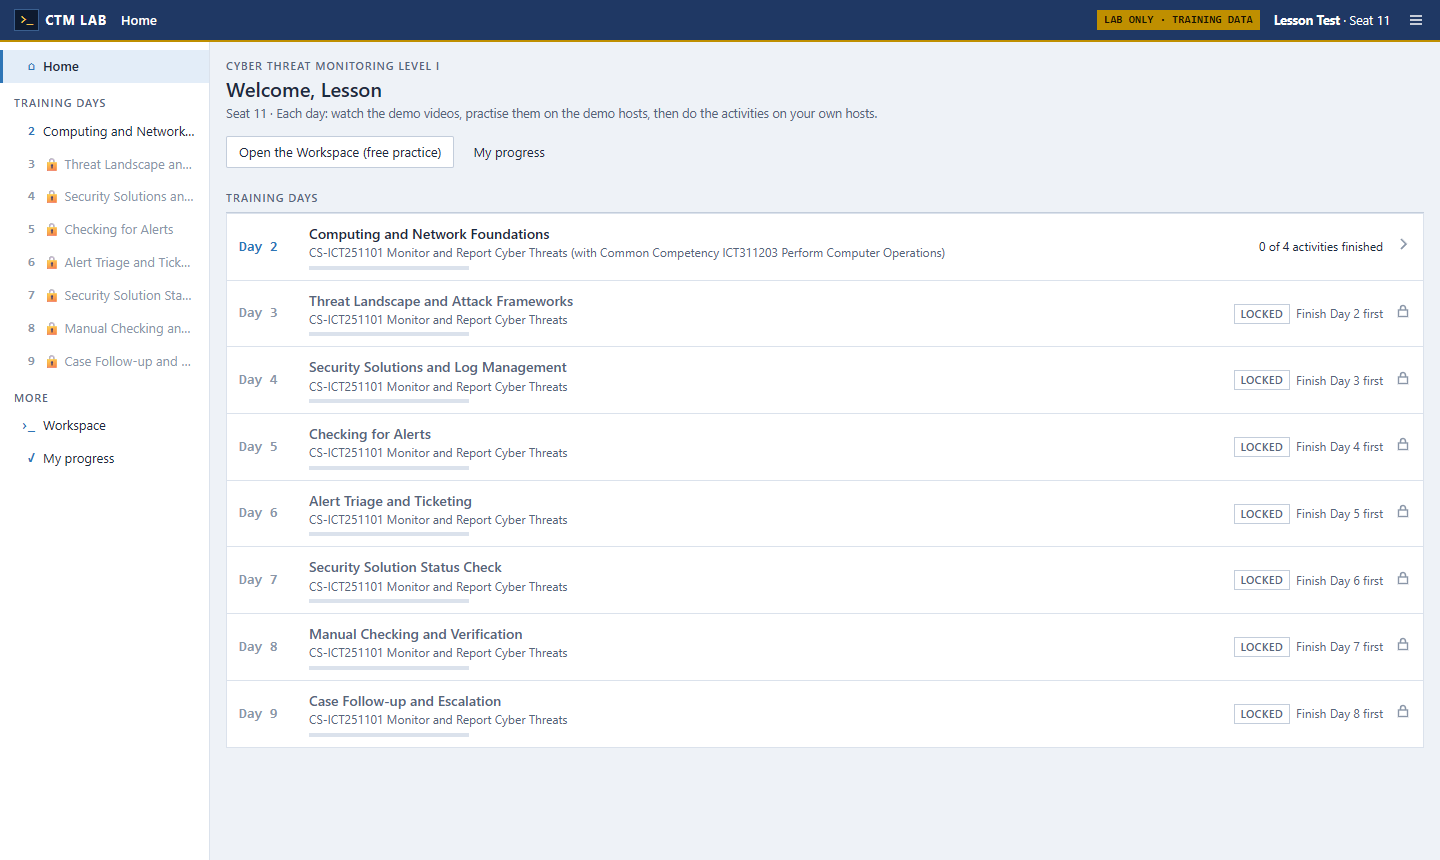 >_ CTM LAB Home
LAB ONLY · TRAINING DATA
Lesson Test · Seat 11
Home
TRAINING DAYS
2 Computing and Network...
3 Threat Landscape an...
4 Security Solutions an...
5 Checking for Alerts
6 Alert Triage and Tick...
7 Security Solution Sta...
8 Manual Checking an...
9 Case Follow-up and ...
MORE
>_ Workspace
✓ My progress
CYBER THREAT MONITORING LEVEL I
Welcome, Lesson
Seat 11 · Each day: watch the demo videos, practise them on the demo hosts, then do the activities on your own hosts.
Open the Workspace (free practice) My progress
TRAINING DAYS
Day 2
Computing and Network Foundations
CS-ICT251101 Monitor and Report Cyber Threats (with Common Competency ICT311203 Perform Computer Operations)
0 of 4 activities finished
Day 3
Threat Landscape and Attack Frameworks
CS-ICT251101 Monitor and Report Cyber Threats
LOCKED Finish Day 2 first
Day 4
Security Solutions and Log Management
CS-ICT251101 Monitor and Report Cyber Threats
LOCKED Finish Day 3 first
Day 5
Checking for Alerts
CS-ICT251101 Monitor and Report Cyber Threats
LOCKED Finish Day 4 first
Day 6
Alert Triage and Ticketing
CS-ICT251101 Monitor and Report Cyber Threats
LOCKED Finish Day 5 first
Day 7
Security Solution Status Check
CS-ICT251101 Monitor and Report Cyber Threats
LOCKED Finish Day 6 first
Day 8
Manual Checking and Verification
CS-ICT251101 Monitor and Report Cyber Threats
LOCKED Finish Day 7 first
Day 9
Case Follow-up and Escalation
CS-ICT251101 Monitor and Report Cyber Threats
LOCKED Finish Day 8 first